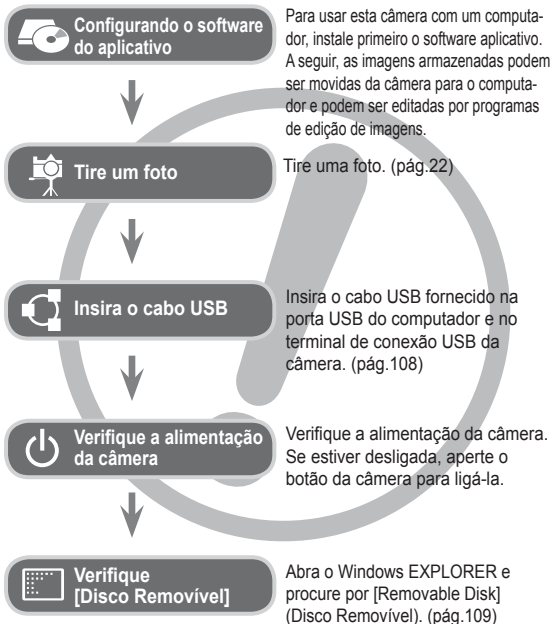 Configurando o software
do aplicativo
Para usar esta câmera com um computa-
dor, instale primeiro o software aplicativo.
A seguir, as imagens armazenadas podem
ser movidas da câmera para o computa-
dor e podem ser editadas por programas
de edição de imagens.
Tire um foto
Tire uma foto. (pág.22)
Insira o cabo USB
Insira o cabo USB fornecido na
porta USB do computador e no
terminal de conexão USB da
câmera. (pág.108)
Verifique a alimentação
da câmera
Verifique a alimentação da câmera.
Se estiver desligada, aperte o
botão da câmera para ligá-la.
Verifique
[Disco Removível]
Abra o Windows EXPLORER e
procure por [Removable Disk]
(Disco Removível). (pág.109)